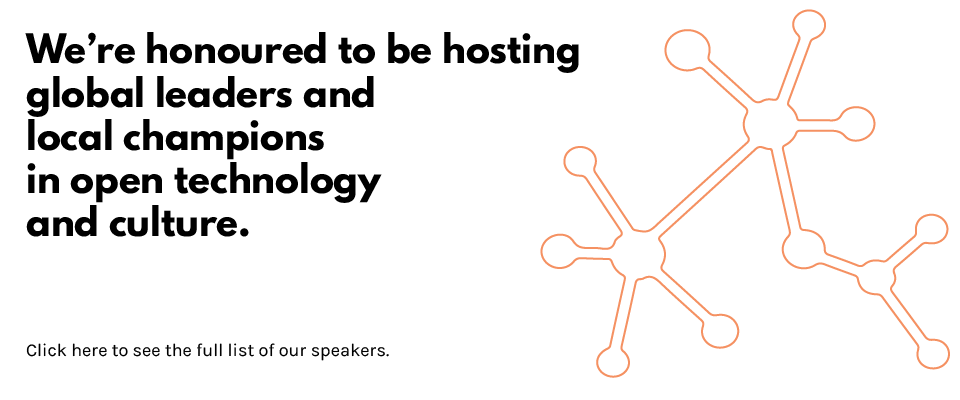 We’re honoured to be hosting
global leaders and
local champions
in open technology
and culture.
Click here to see the full list of our speakers.